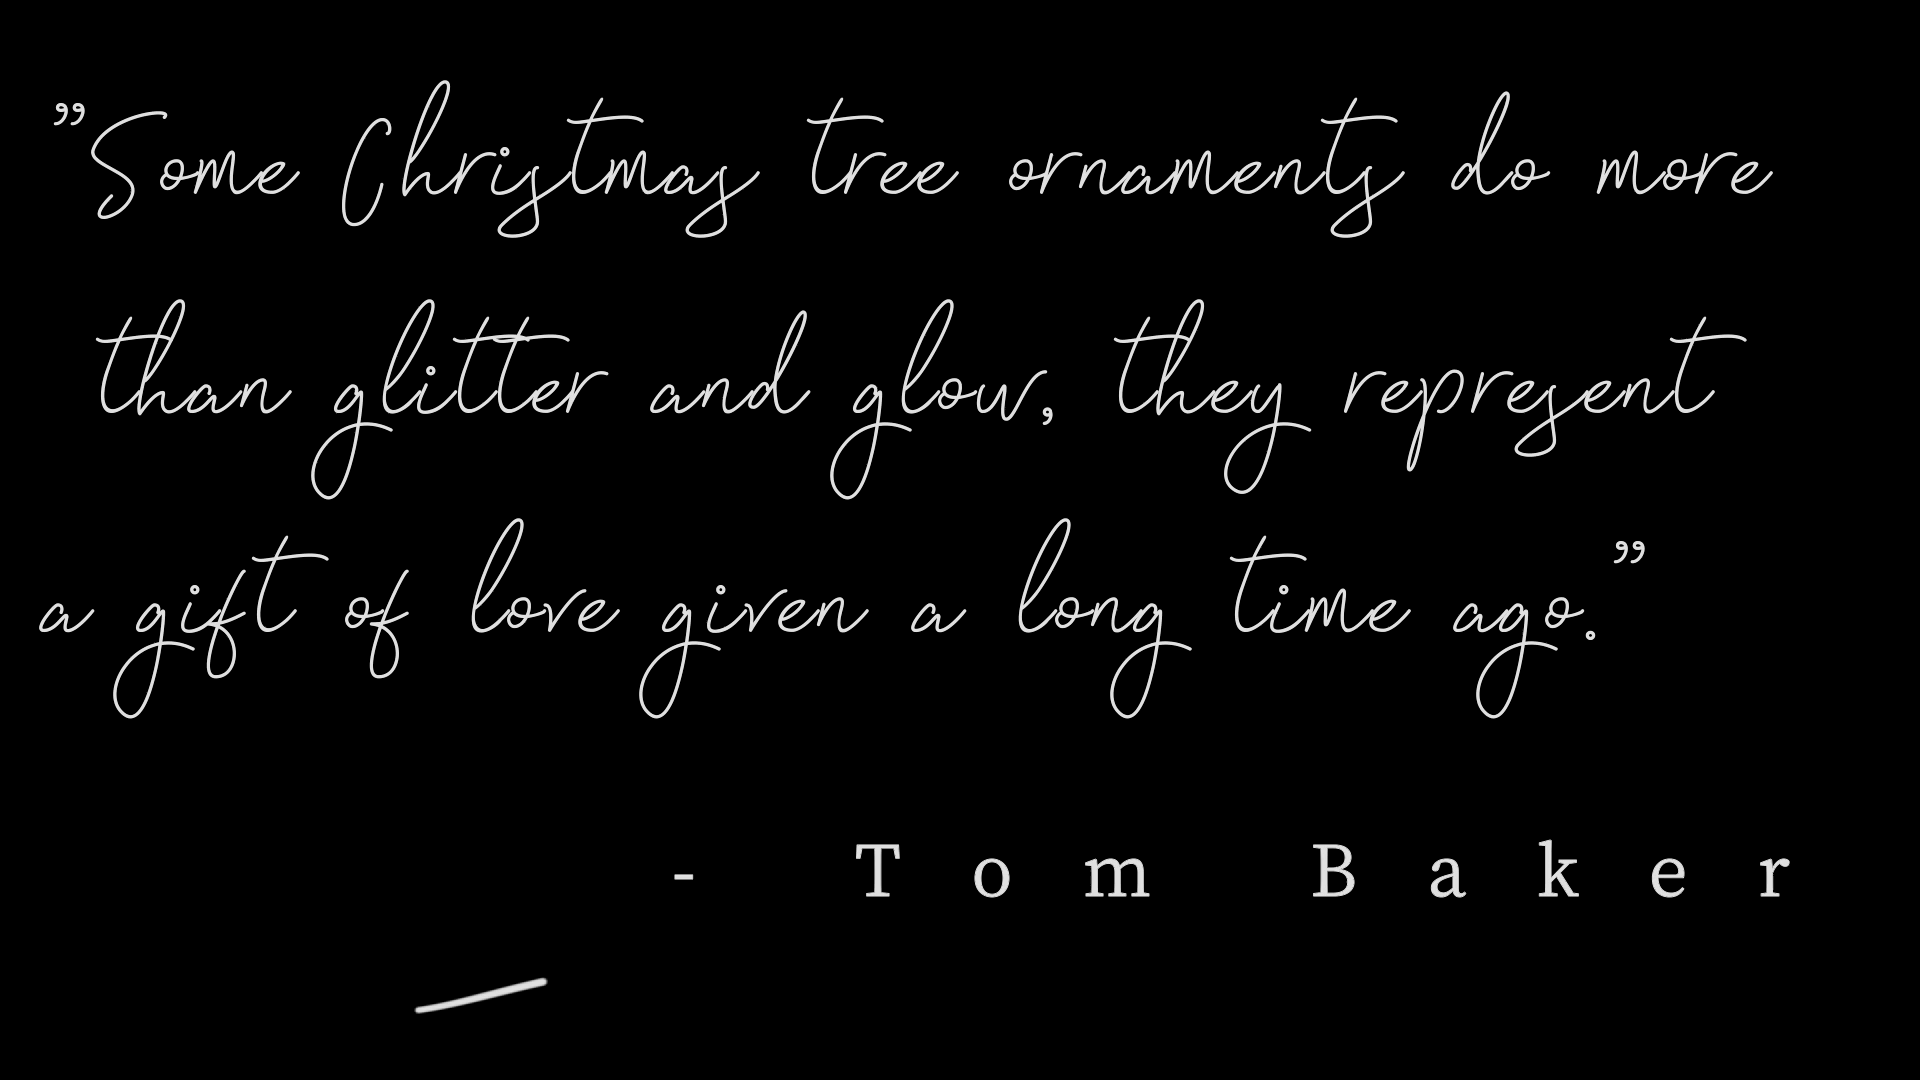 ”Some Christmas tree ornaments do more
than glitter and glow, they represent
a gift of love given a long time ago.”
- Tom Baker